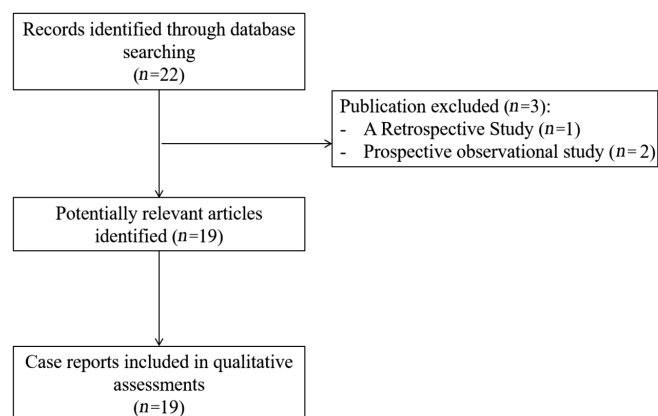 Records identified through database
searching
(n=22)
Publication excluded (n=3):
- A Retrospective Study (n=1)
- Prospective observational study (n=2)
Potentially relevant articles
identified (n=19)
Case reports included in qualitative
assessments
(n=19)